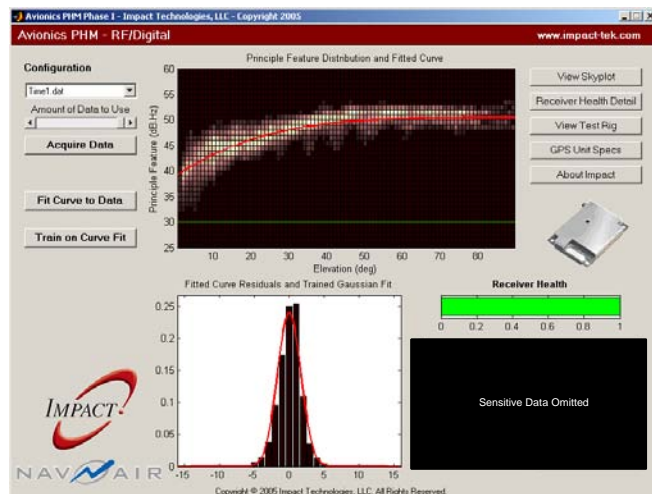 Avionics PHM Phase I - Impact Technologies, LLC - Copyright 2005
Avionics PHM - RF/Digital
www.impact-tek.com
Configuration
Time1.dat
Amount of Data to Use
Acquire Data
Fit Curve to Data
Train on Curve Fit
Principle Feature Distribution and Fitted Curve
Principle Feature (dB.Hz)
60
55
50
45
40
35
30
25
10
20
30
40
50
60
70
80
Elevation (deg)
View Skyplot
Receiver Health Detail
View Test Rig
GPS Unit Specs
About Impact
Fitted Curve Residuals and Trained Gaussian Fit
0.25
0.2
0.15
0.1
0.05
0
-15
-10
-5
0
5
10
15
Receiver Health
0
0.2
0.4
0.6
0.8
1
Sensitive Data Omitted
IMPACT
NAVAIR
Copyright © 2005 Impact Technologies, LLC. All Rights Reserved.